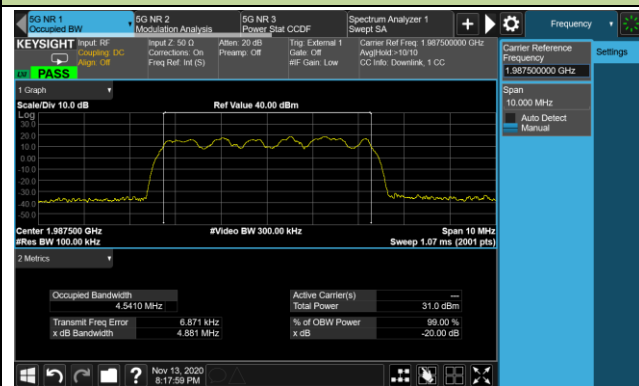 5G NR 1
Occupied BW
5G NR 2
Modulation Analysis
5G NR 3
Power Stat CCDF
Spectrum Analyzer 1
Swept SA
Frequency
KEYSIGHT
Input: RF
Coupling: DC
Align: Off
Input Z: 50 Ω
Corrections: On
Freq Ref: Int (S)
Atten: 20 dB
Preamp: Off
Trig: External 1
Gate: Off
#IF Gain: Low
Carrier Ref Freq: 1.987500000 GHz
Avg|Hold:>10/10
CC Info: Downlink, 1 CC
PASS
Carrier Reference
Frequency
1.987500000 GHz
Settings
Span
10.000 MHz
Auto Detect
Manual
1 Graph
Scale/Div 10.0 dB
Ref Value 40.00 dBm
Log
30.0
20.0
10.0
0.00
-10.0
-20.0
-30.0
-40.0
-50.0
Center 1.987500 GHz
#Video BW 300.00 kHz
Span 10 MHz
#Res BW 100.00 kHz
Sweep 1.07 ms (2001 pts)
2 Metrics
Occupied Bandwidth
4.5410 MHz
Active Carrier(s)
---
Total Power
31.0 dBm
Transmit Freq Error
6.871 kHz
% of OBW Power
99.00 %
x dB Bandwidth
4.881 MHz
x dB
-20.00 dB
Nov 13, 2020
8:17:59 PM